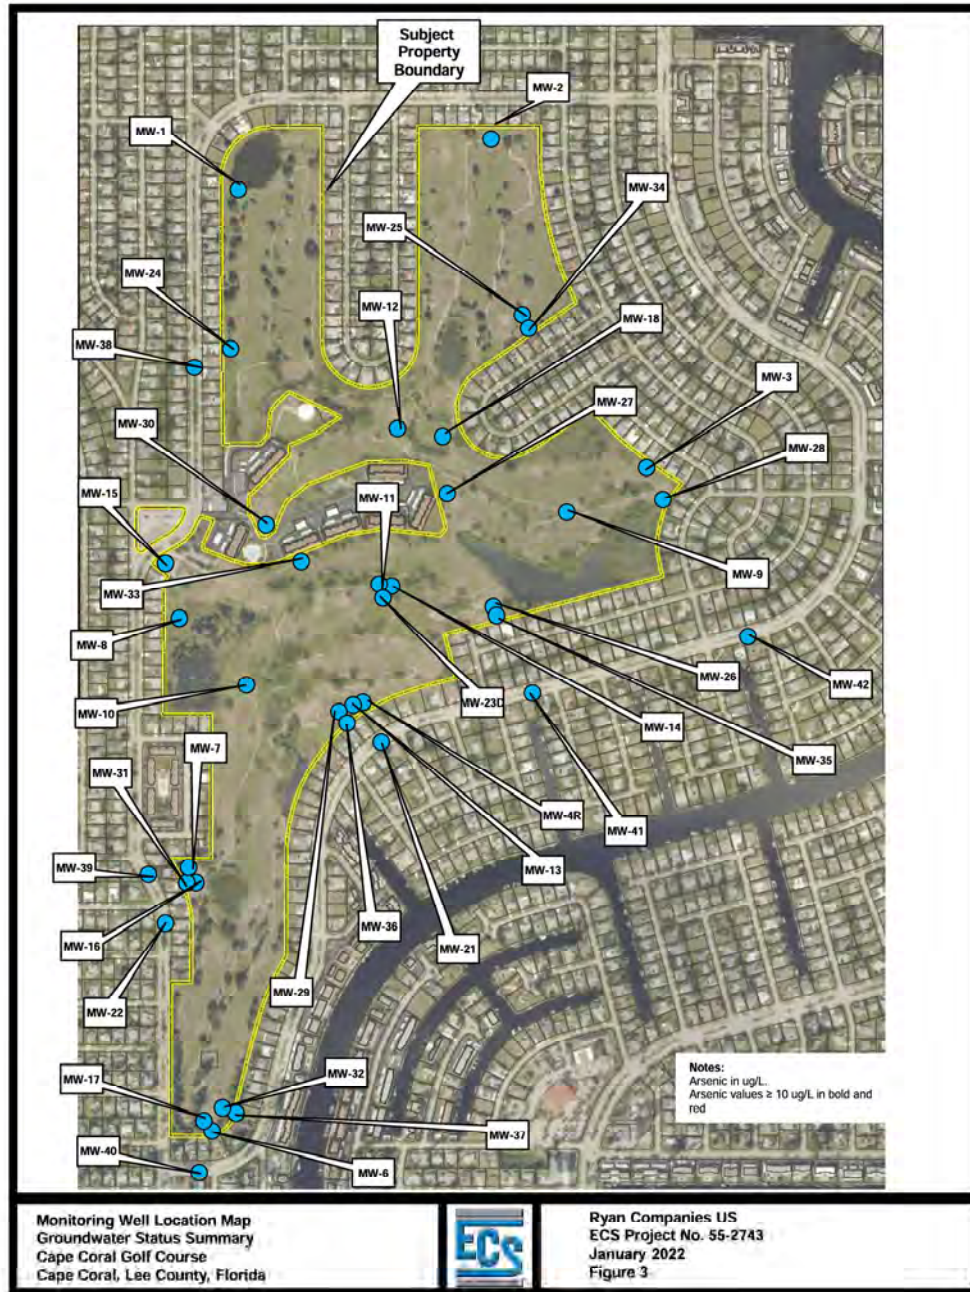 Subject
Property
Boundary
MW-2
MW-1
MW-34
MW-25
MW-24
MW-12
MW-18
MW-38
MW-3
MW-27
MW-30
MW-28
MW-15
MW-11
MW-9
MW-33
MW-8
MW-26
MW-42
MW-10
MW-23D
MW-14
MW-7
MW-35
MW-31
MW-4R
MW-41
MW-39
MW-13
MW-36
MW-16
MW-21
MW-29
MW-22
Notes:
Arsenic in ug/L.
Arsenic values ≥ 10 ug/L in bold and
red
MW-17
MW-32
MW-37
MW-40
MW-6
Monitoring Well Location Map
Groundwater Status Summary
Cape Coral Golf Course
Cape Coral, Lee County, Florida
ECS
Ryan Companies US
ECS Project No. 55-2743
January 2022
Figure 3